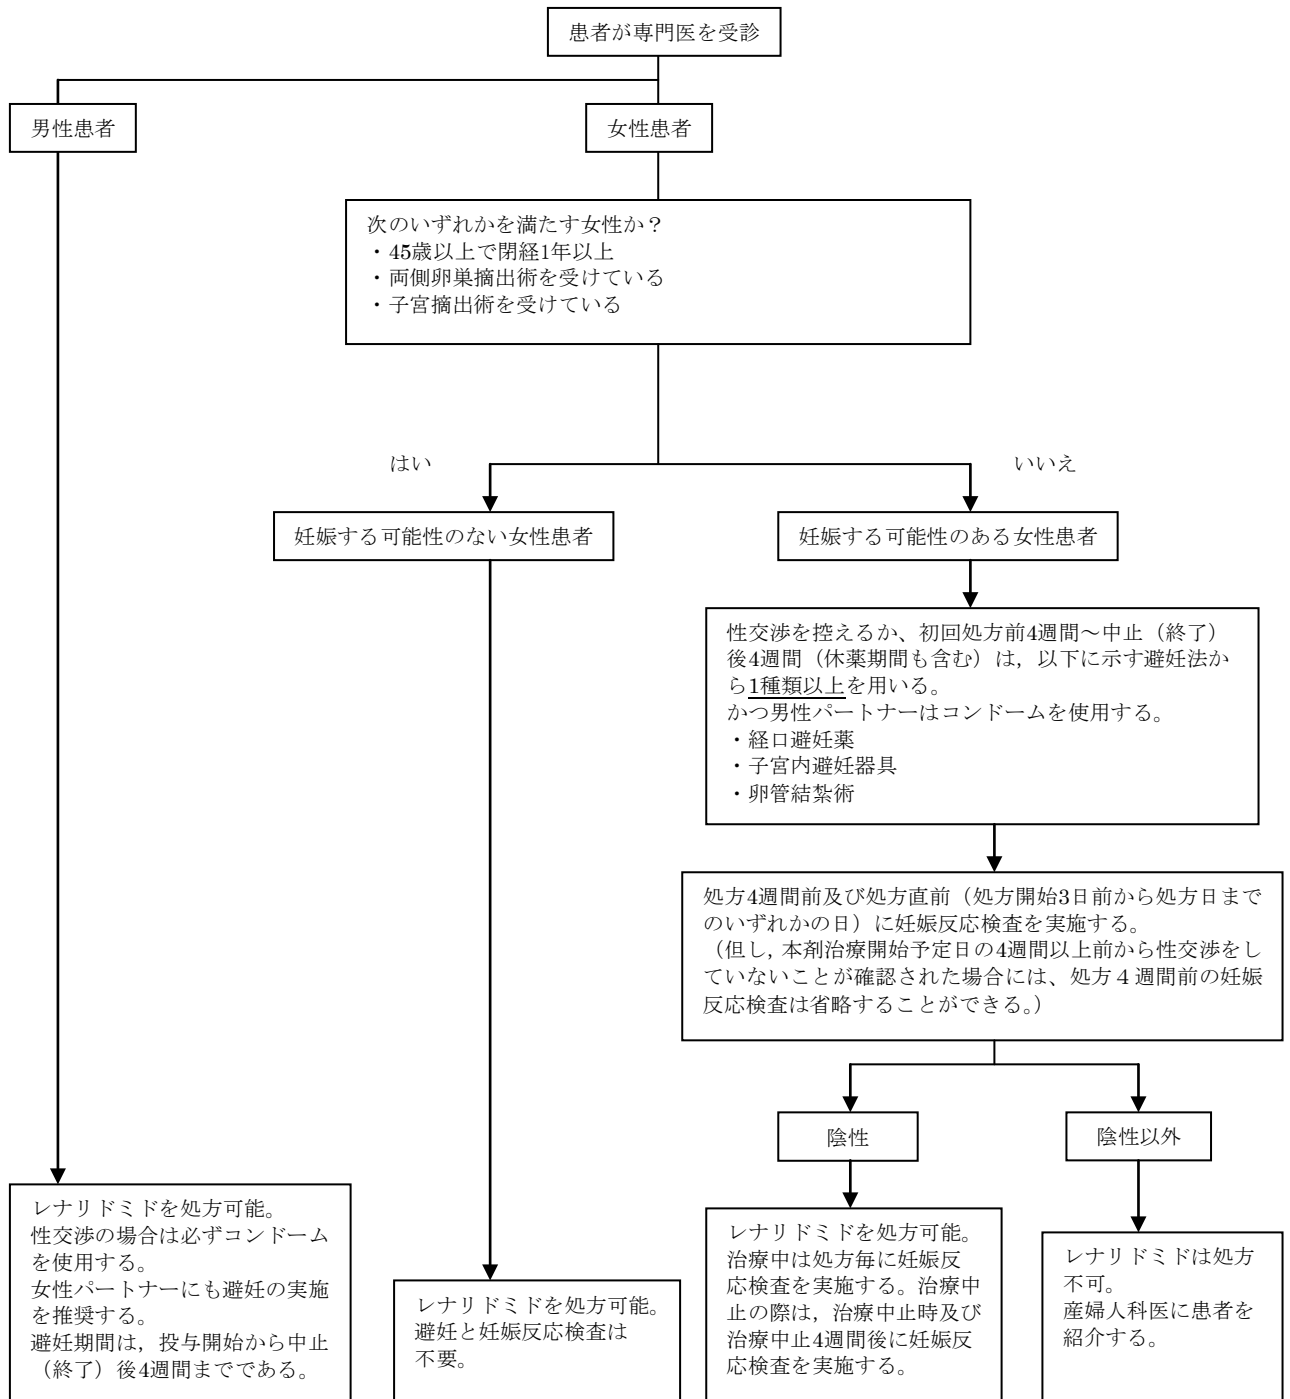 患者が専門医を受診
男性患者
女性患者
次のいずれかを満たす女性か?
・45歳以上で閉経1年以上
・両側卵巣摘出術を受けている
・子宮摘出術を受けている
はい
いいえ
妊娠する可能性のない女性患者
妊娠する可能性のある女性患者
性交渉を控えるか、初回処方前4週間~中止(終了)
後4週間(休薬期間も含む)は,以下に示す避妊法か
ら1種類以上を用いる。
かつ男性パートナーはコンドームを使用する。
・経口避妊薬
・子宮内避妊器具
・卵管結紮術
処方4週間前及び処方直前(処方開始3日前から処方日まで
のいずれかの日)に妊娠反応検査を実施する。
(但し,本剤治療開始予定日の4週間以上前から性交渉をし
ていないことが確認された場合には、処方4週間前の妊娠
反応検査は省略することができる。)
陰性
陰性以外
レナリドミドを処方可能。
性交渉の場合は必ずコンドーム
を使用する。
女性パートナーにも避妊の実施
を推奨する。
避妊期間は,投与開始から中止
(終了)後4週間までである。
レナリドミドを処方可能。
避妊と妊娠反応検査は
不要。
レナリドミドを処方可能。
治療中は処方毎に妊娠反
応検査を実施する。治療中
止の際は,治療中止時及び
治療中止4週間後に妊娠反
応検査を実施する。
レナリドミドは処方
不可。
産婦人科医に患者を
紹介する。